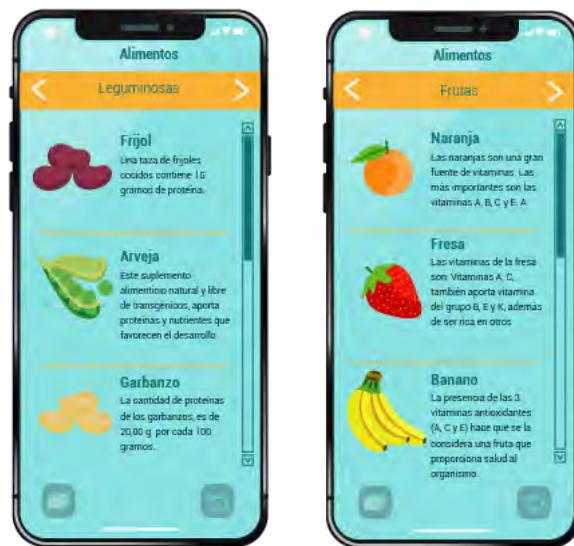 Alimentos
Leguminosas
Frijol
Una taza de frijoles
cocidos contiene 15
gramos de proteína.
Arveja
Este suplemento
alimenticio natural y libre
de transgénicos, aporta
proteínas y nutrientes que
favorecen el desarrollo
Garbanzo
La cantidad de proteínas
de los garbanzos, es de
20,00 g por cada 100
gramos.
Alimentos
Frutas
Naranja
Las naranjas son una gran
fuente de vitaminas. Las
más importantes son las
vitaminas A, B, C y E. A
Fresa
Las vitaminas de la fresa
son: Vitaminas A, C,
también aporta vitamina
del grupo B, E y K, además
de ser rica en otros
Banano
La presencia de las 3
vitaminas antioxidantes
(A, C y E) hace que se la
considera una fruta que
proporciona salud al
organismo.